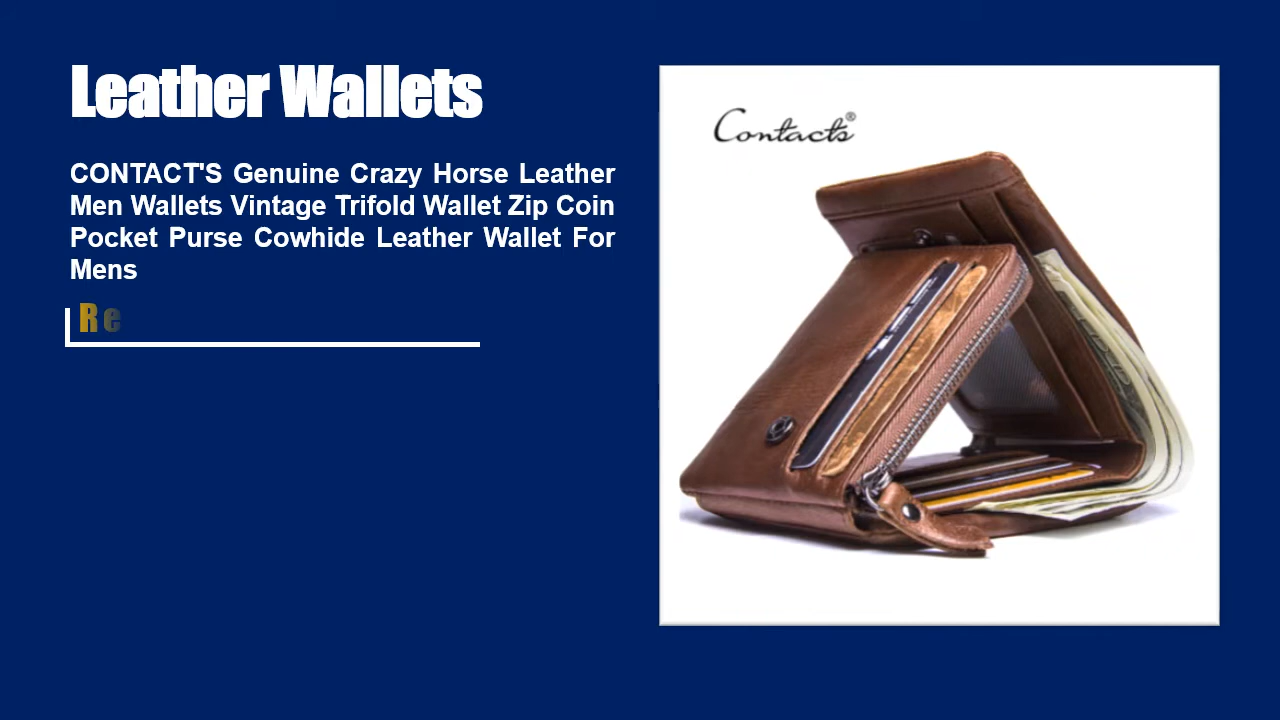 Leather Wallets
CONTACT'S Genuine Crazy Horse Leather
Men Wallets Vintage Trifold Wallet Zip Coin
Pocket Purse Cowhide Leather Wallet For
Mens
Re
Contacts®